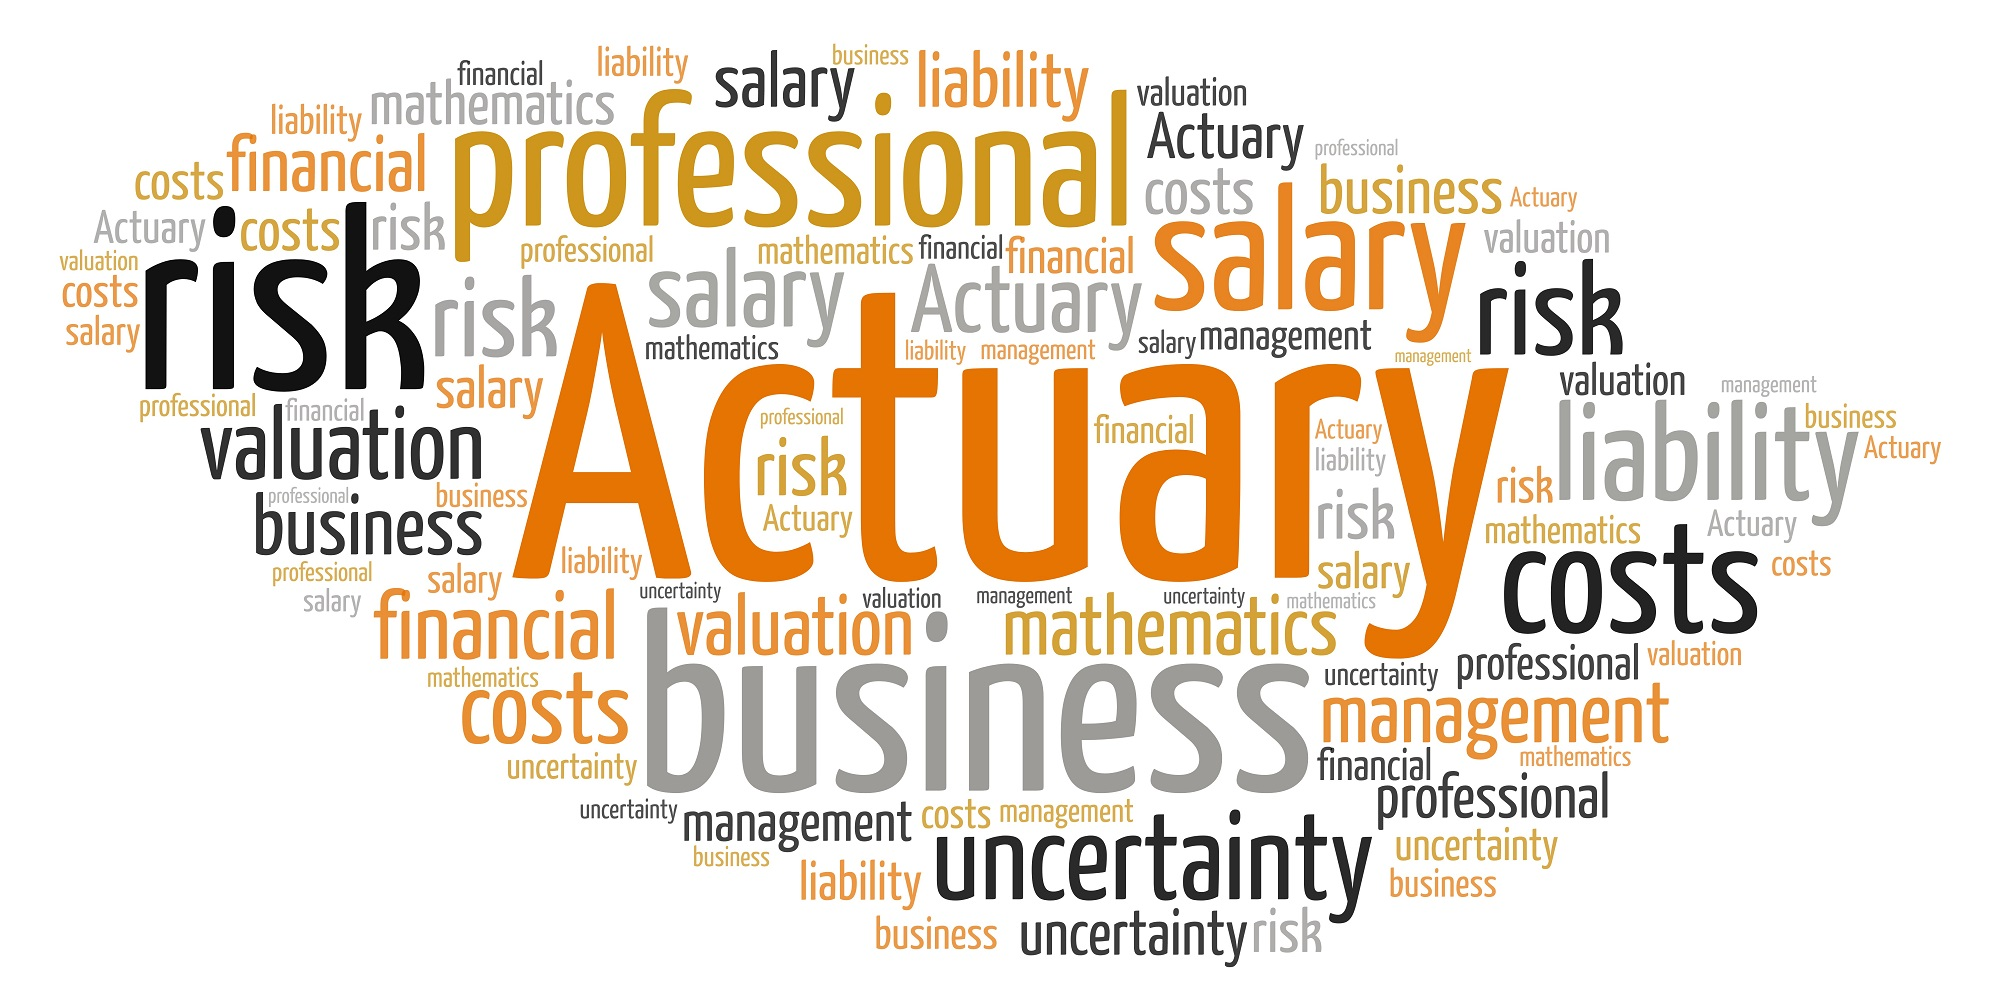 liability
salary
business
liability
financial
mathematics
valuation
liability
professional
Actuary
professional
costs
financial
costs
business
Actuary
Actuary
costs
risk
salary
valuation
valuation
professional
mathematics
financial
financial
costs
risk
risk
salary
Actuary
risk
salary
mathematics
liability
management
salary
management
management
professional
financial
salary
Actuary
valuation
management
valuation
professional
financial
Actuary
liability
business
Actuary
risk
liability
professional
business
risk
risk
business
Actuary
mathematics
Actuary
professional
salary
liability
salary
costs
costs
salary
financial
uncertainty
valuation
valuation
management
uncertainty
mathematics
mathematics
mathematics
costs
business
uncertainty
professional
valuation
management
uncertainty
financial
mathematics
uncertainty
management
costs
management
professional
business
liability
uncertainty
uncertainty
business
business
uncertainty
risk